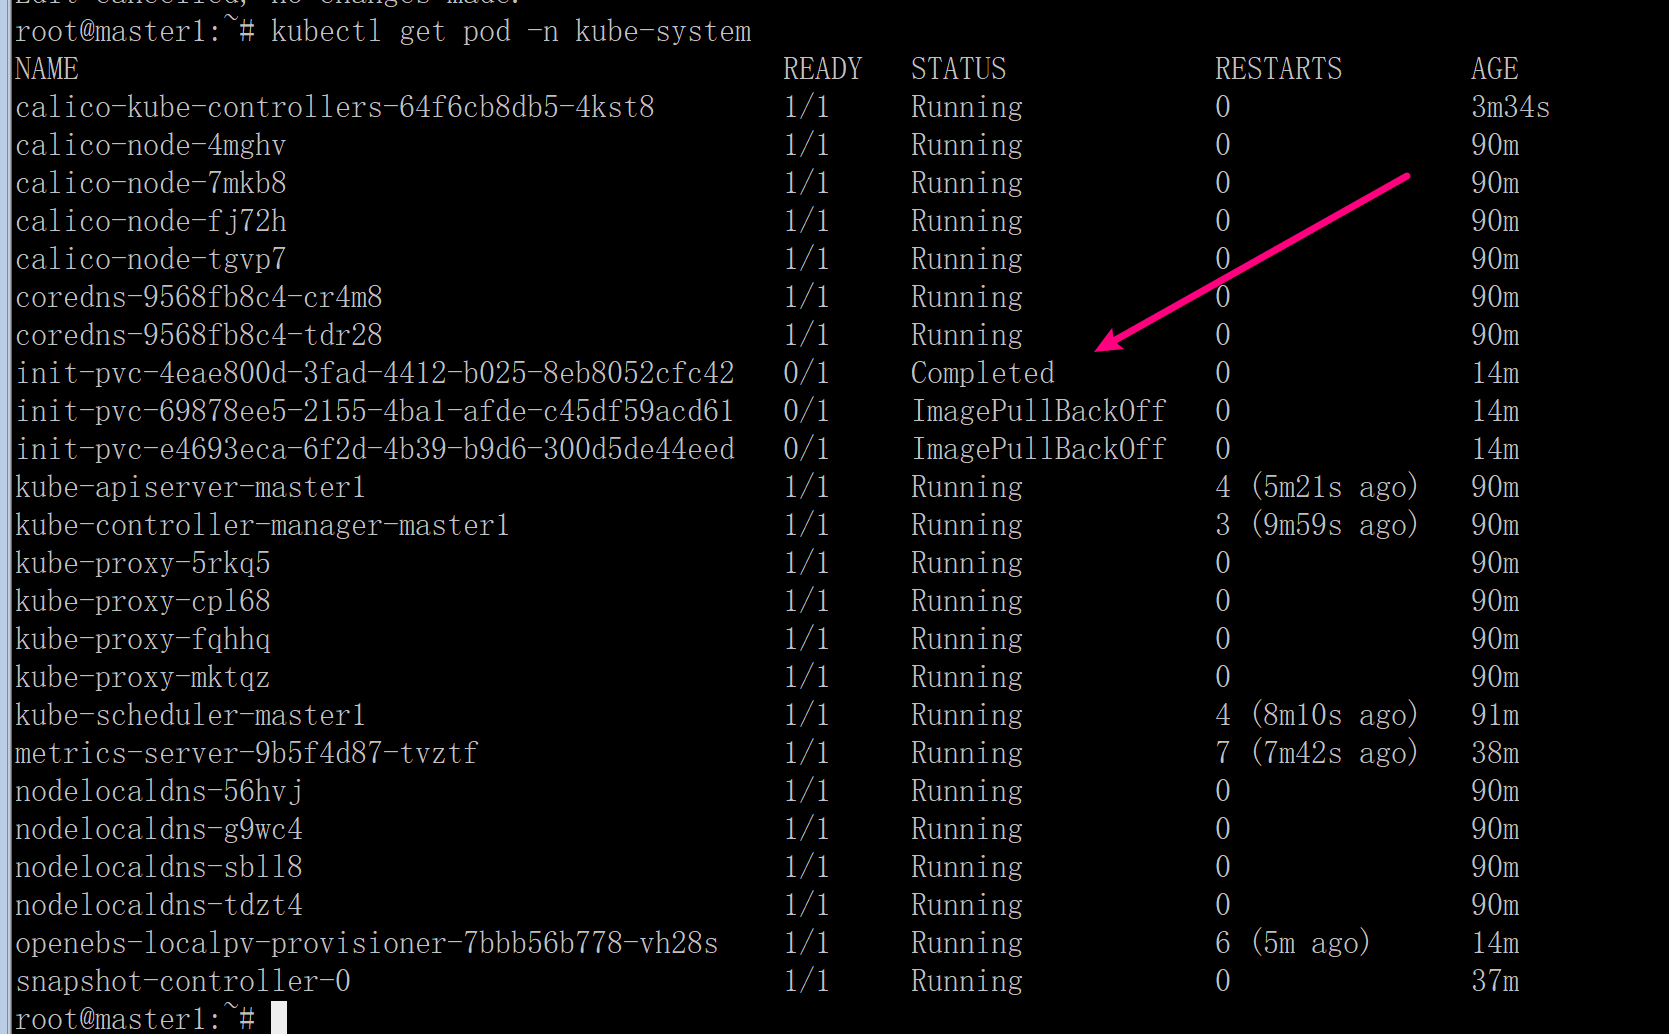 Edit cancelled, no changes made.
root@master1:~# kubectl get pod -n kube-system
NAME READY STATUS RESTARTS AGE
calico-kube-controllers-64f6cb8db5-4kst8 1/1 Running 0 3m34s
calico-node-4mghv 1/1 Running 0 90m
calico-node-7mkb8 1/1 Running 0 90m
calico-node-fj72h 1/1 Running 0 90m
calico-node-tgvp7 1/1 Running 0 90m
coredns-9568fb8c4-cr4m8 1/1 Running 0 90m
coredns-9568fb8c4-tdr28 1/1 Running 0 90m
init-pvc-4eae800d-3fad-4412-b025-8eb8052cfc42 0/1 Completed 0 14m
init-pvc-69878ee5-2155-4ba1-afde-c45df59acd61 0/1 ImagePullBackOff 0 14m
init-pvc-e4693eca-6f2d-4b39-b9d6-300d5de44eed 0/1 ImagePullBackOff 0 14m
kube-apiserver-master1 1/1 Running 4 (5m21s ago) 90m
kube-controller-manager-master1 1/1 Running 3 (9m59s ago) 90m
kube-proxy-5rkq5 1/1 Running 0 90m
kube-proxy-cpl68 1/1 Running 0 90m
kube-proxy-fqhhq 1/1 Running 0 90m
kube-proxy-mktqz 1/1 Running 0 90m
kube-scheduler-master1 1/1 Running 4 (8m10s ago) 91m
metrics-server-9b5f4d87-tvztf 1/1 Running 7 (7m42s ago) 38m
nodelocaldns-56hvj 1/1 Running 0 90m
nodelocaldns-g9wc4 1/1 Running 0 90m
nodelocaldns-sbll8 1/1 Running 0 90m
nodelocaldns-tdzt4 1/1 Running 0 90m
openebs-localpv-provisioner-7bbb56b778-vh28s 1/1 Running 6 (5m ago) 14m
snapshot-controller-0 1/1 Running 0 37m
root@master1:~#